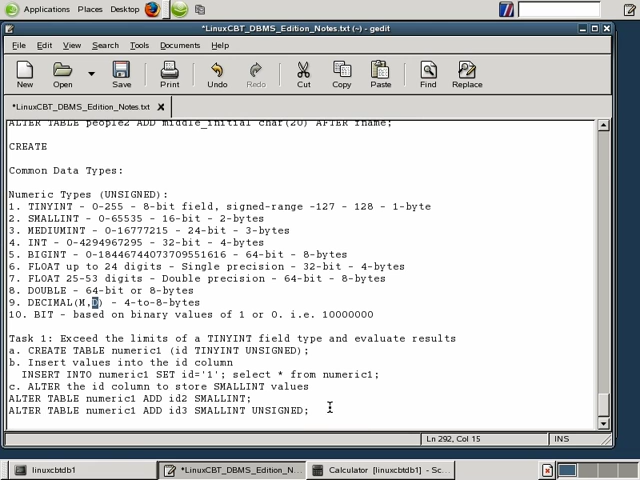 Desktop
*LinuxCBT_DBMS_Edition_Notes.txt (~) - gedit
File Edit View Search Tools Documents Help
New Open Save Print Undo Redo Cut Copy Paste Find Replace
*LinuxCBT_DBMS_Edition_Notes.txt
ALTER TABLE people2 ADD middle_initial char(20) AFTER fname;
CREATE
Common Data Types:
Numeric Types (UNSIGNED):
1. TINYINT - 0-255 - 8-bit field, signed-range -127 - 128 - 1-byte
2. SMALLINT - 0-65535 - 16-bit - 2-bytes
3. MEDIUMINT - 0-16777215 - 24-bit - 3-bytes
4. INT - 0-4294967295 - 32-bit - 4-bytes
5. BIGINT - 0-18446744073709551616 - 64-bit - 8-bytes
6. FLOAT up to 24 digits - Single precision - 32-bit - 4-bytes
7. FLOAT 25-53 digits - Double precision - 64-bit - 8-bytes
8. DOUBLE - 64-bit or 8-bytes
9. DECIMAL(M,D) - 4-to-8-bytes
10. BIT - based on binary values of 1 or 0. i.e. 10000000
Task 1: Exceed the limits of a TINYINT field type and evaluate results
a. CREATE TABLE numeric1 (id TINYINT UNSIGNED);
b. Insert values into the id column
INSERT INTO numeric1 SET id='1'; select * from numeric1;
c. ALTER the id column to store SMALLINT values
ALTER TABLE numeric1 ADD id2 SMALLINT;
ALTER TABLE numeric1 ADD id3 SMALLINT UNSIGNED;
Ln 292, Col 15 INS
linuxcbtdb1 *LinuxCBT_DBMS_Edition_N... Calculator [linuxcbtdb1] - Sc...